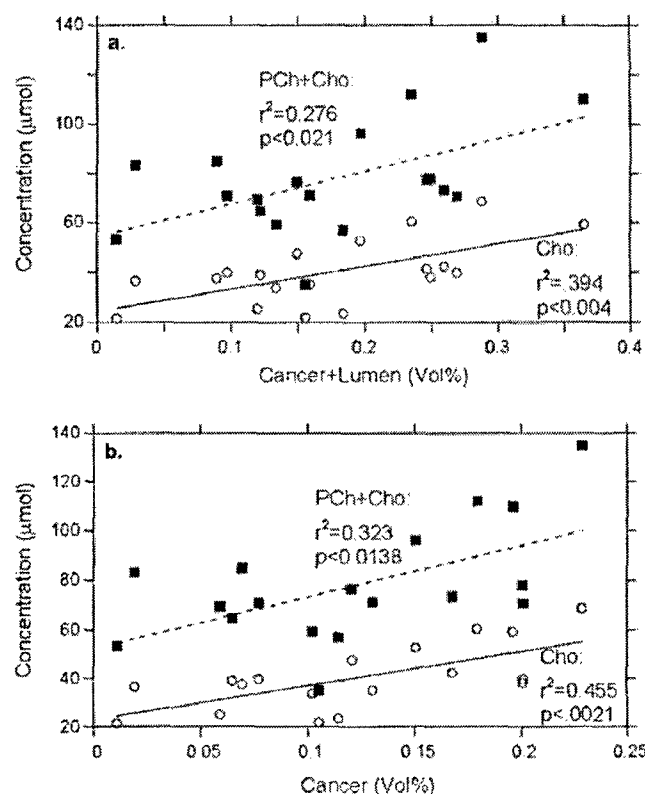 a.
140
100
60
20
Concentration (μmol)
PCh+Cho:
r²=0.276
p<0.021
Cho:
r²=.394
p<0.004
0 0.1 0.2 0.3 0.4
Cancer+Lumen (Vol%)
b.
140
120
100
80
60
40
20
Concentration (μmol)
PCh+Cho:
r²=0.323
p<0.0138
Cho:
r²=0.455
p<.0021
0 0.05 0.1 0.15 0.2 0.25
Cancer (Vol%)